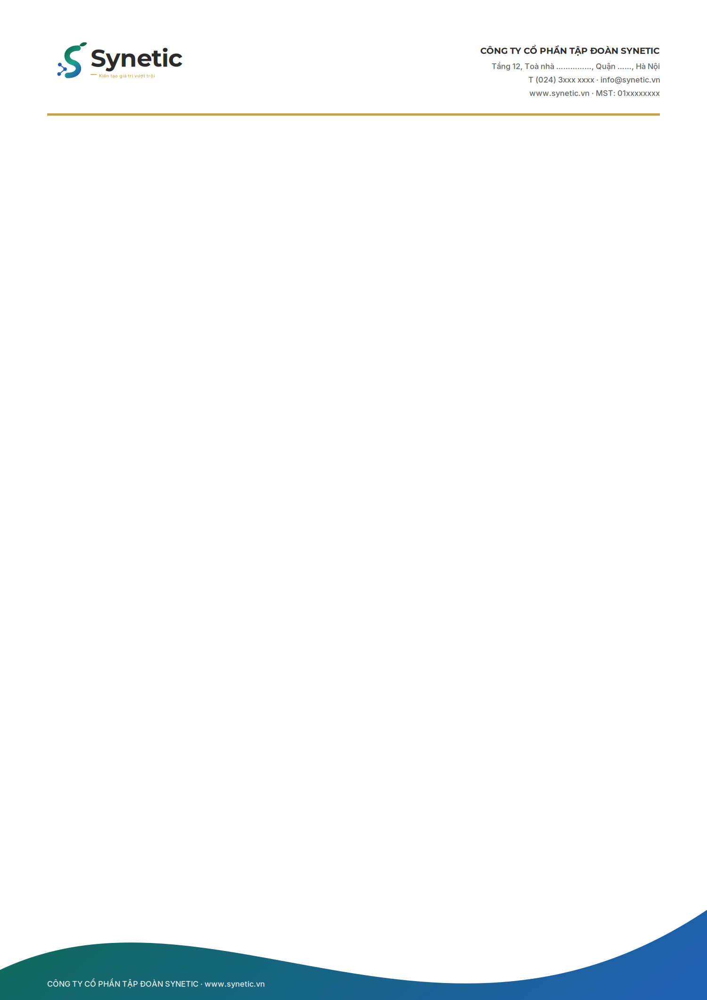 Synetic
Kiến tạo giá trị vượt trội
CÔNG TY CỔ PHẦN TẬP ĐOÀN SYNETIC
Tầng 12, Toà nhà ..............., Quận ......, Hà Nội
T (024) 3xxx xxxx · info@synetic.vn
www.synetic.vn · MST: 01xxxxxxxx
CÔNG TY CỔ PHẦN TẬP ĐOÀN SYNETIC · www.synetic.vn